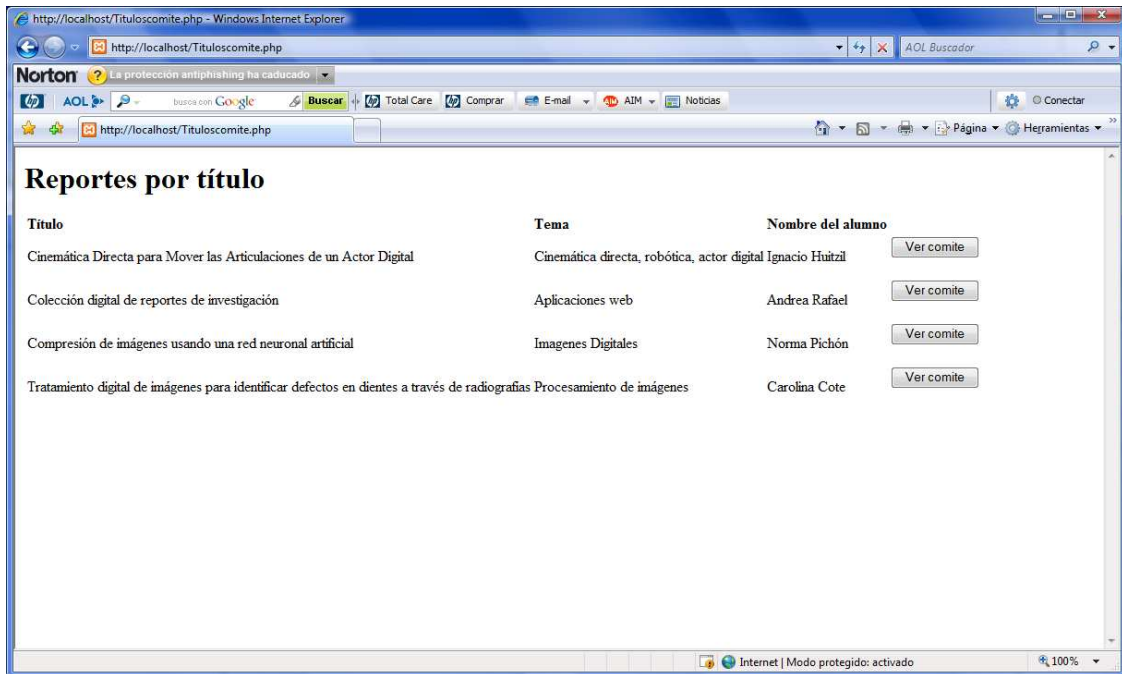 http://localhost/Tituloscomite.php - Windows Internet Explorer
http://localhost/Tituloscomite.php AOL Buscador
Norton ? La protección antiphishing ha caducado
hp AOL busca con Google Buscar hp Total Care hp Comprar E-mail AIM Noticias Conectar
http://localhost/Tituloscomite.php Página Herramientas
Reportes por título
Título Tema Nombre del alumno
Cinemática Directa para Mover las Articulaciones de un Actor Digital Cinemática directa, robótica, actor digital Ignacio Huitzil Ver comite
Colección digital de reportes de investigación Aplicaciones web Andrea Rafael Ver comite
Compresión de imágenes usando una red neuronal artificial Imagenes Digitales Norma Pichón Ver comite
Tratamiento digital de imágenes para identificar defectos en dientes a través de radiografias Procesamiento de imágenes Carolina Cote Ver comite
Internet | Modo protegido: activado 100%